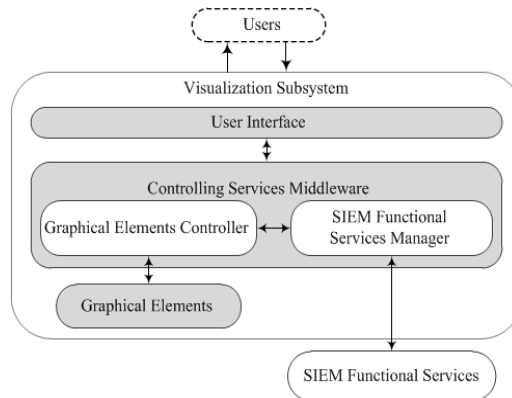 Users
Visualization Subsystem
User Interface
Controlling Services Middleware
Graphical Elements Controller
SIEM Functional
Services Manager
Graphical Elements
SIEM Functional Services